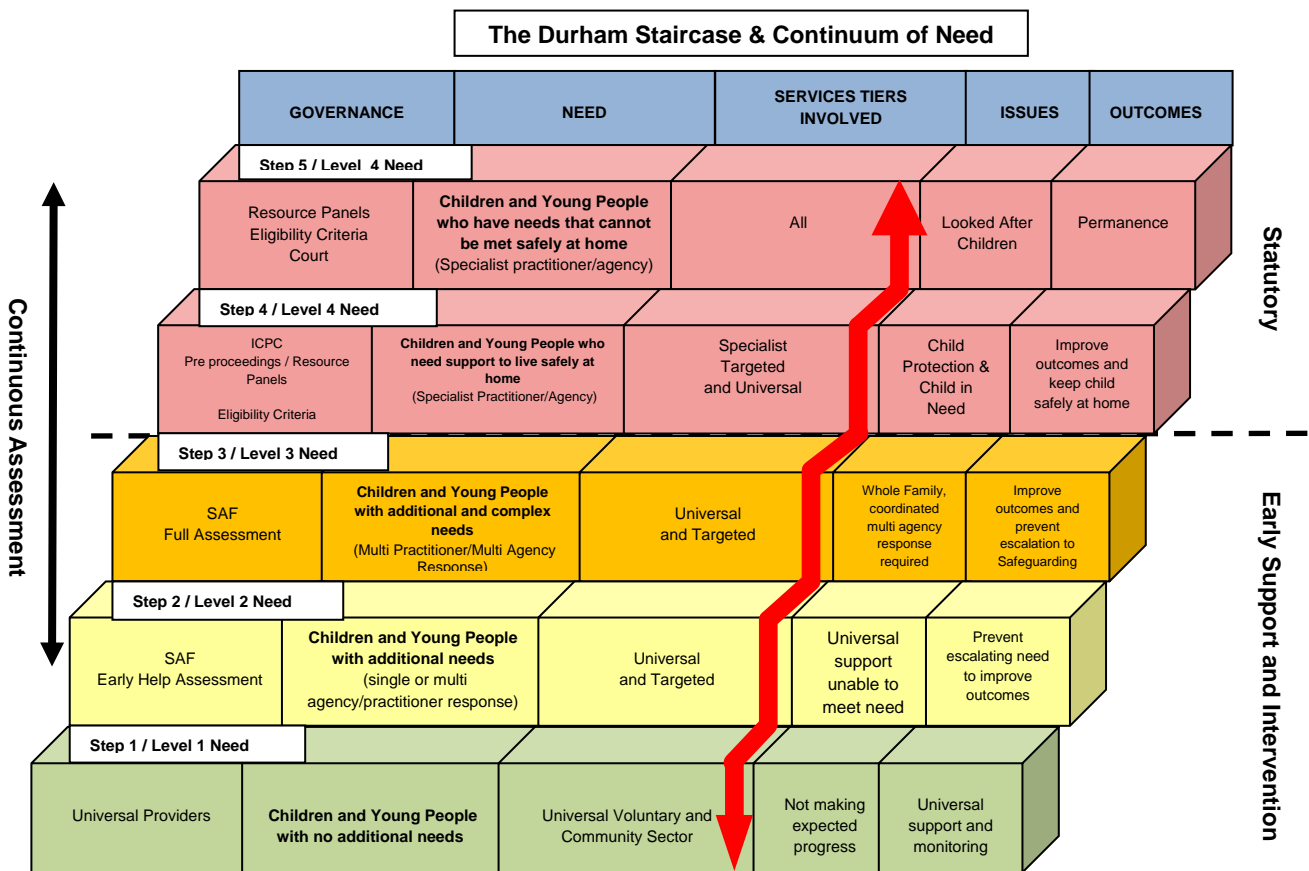 The Durham Staircase & Continuum of Need
GOVERNANCE
NEED
SERVICES TIERS
INVOLVED
ISSUES
OUTCOMES
Step 5 / Level 4 Need
Resource Panels
Eligibility Criteria
Court
Children and Young People
who have needs that cannot
be met safely at home
(Specialist practitioner/agency)
All
Looked After
Children
Permanence
Step 4 / Level 4 Need
ICPC
Pre proceedings / Resource
Panels
Eligibility Criteria
Children and Young People who
need support to live safely at
home
(Specialist Practitioner/Agency)
Specialist
Targeted
and Universal
Child
Protection &
Child in
Need
Improve
outcomes and
keep child
safely at home
Step 3 / Level 3 Need
SAF
Full Assessment
Children and Young People
with additional and complex
needs
(Multi Practitioner/Multi Agency
Response)
Universal
and Targeted
Whole Family,
coordinated
multi agency
response
required
Improve
outcomes and
prevent
escalation to
Safeguarding
Step 2 / Level 2 Need
SAF
Early Help Assessment
Children and Young People
with additional needs
(single or multi
agency/practitioner response)
Universal
and Targeted
Universal
support
unable to
meet need
Prevent
escalating need
to improve
outcomes
Step 1 / Level 1 Need
Universal Providers
Children and Young People
with no additional needs
Universal Voluntary and
Community Sector
Not making
expected
progress
Universal
support and
monitoring
Continuous Assessment
Statutory
Early Support and Intervention